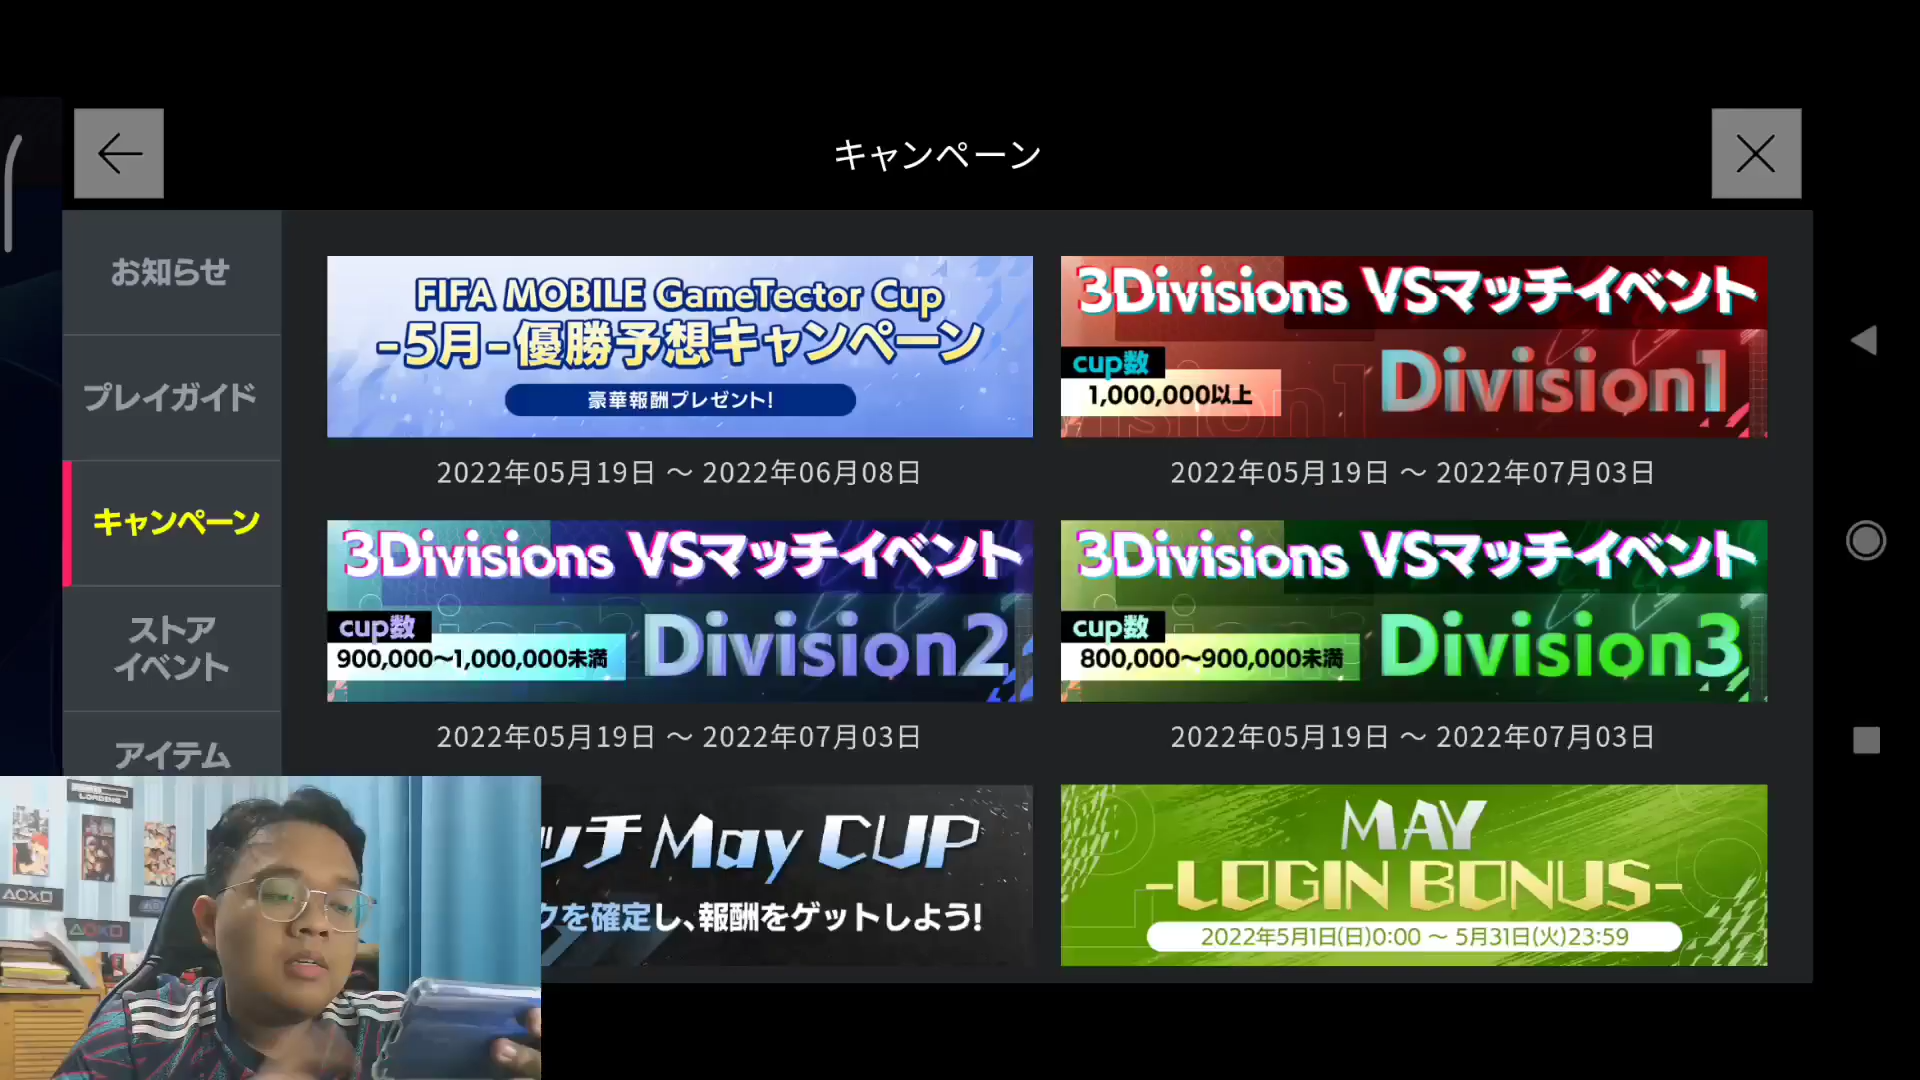 キャンペーン
お知らせ
プレイガイド
キャンペーン
ストア
イベント
アイテム
FIFA MOBILE GameTector Cup
-5月-優勝予想キャンペーン
豪華報酬プレゼント!
2022年05月19日 ～ 2022年06月08日
3Divisions VSマッチイベント
cup数
1,000,000以上
Division1
2022年05月19日 ～ 2022年07月03日
3Divisions VSマッチイベント
cup数
900,000～1,000,000未満
Division2
2022年05月19日 ～ 2022年07月03日
3Divisions VSマッチイベント
cup数
800,000～900,000未満
Division3
2022年05月19日 ～ 2022年07月03日
ッチ May CUP
クを確定し、報酬をゲットしよう!
MAY
-LOGIN BONUS-
2022年5月1日(日)0:00 ～ 5月31日(火)23:59
LOADING